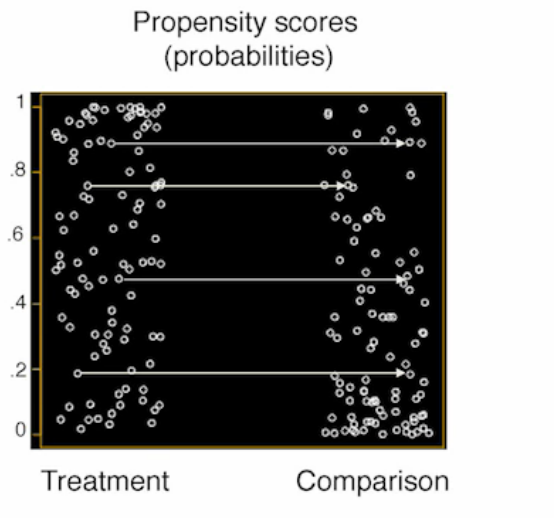 Propensity scores
(probabilities)
1
.8
.6
.4
.2
0
Treatment
Comparison